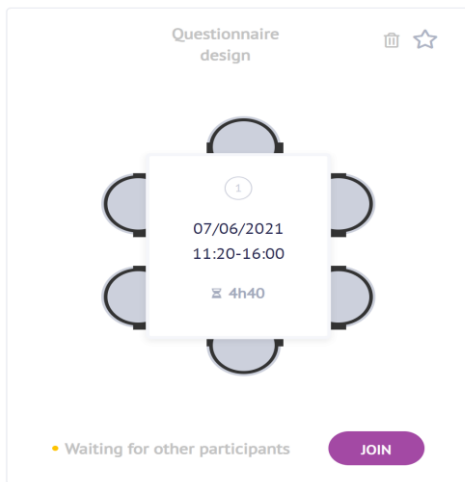 Questionnaire
design
1
07/06/2021
11:20-16:00
4h40
Waiting for other participants
JOIN